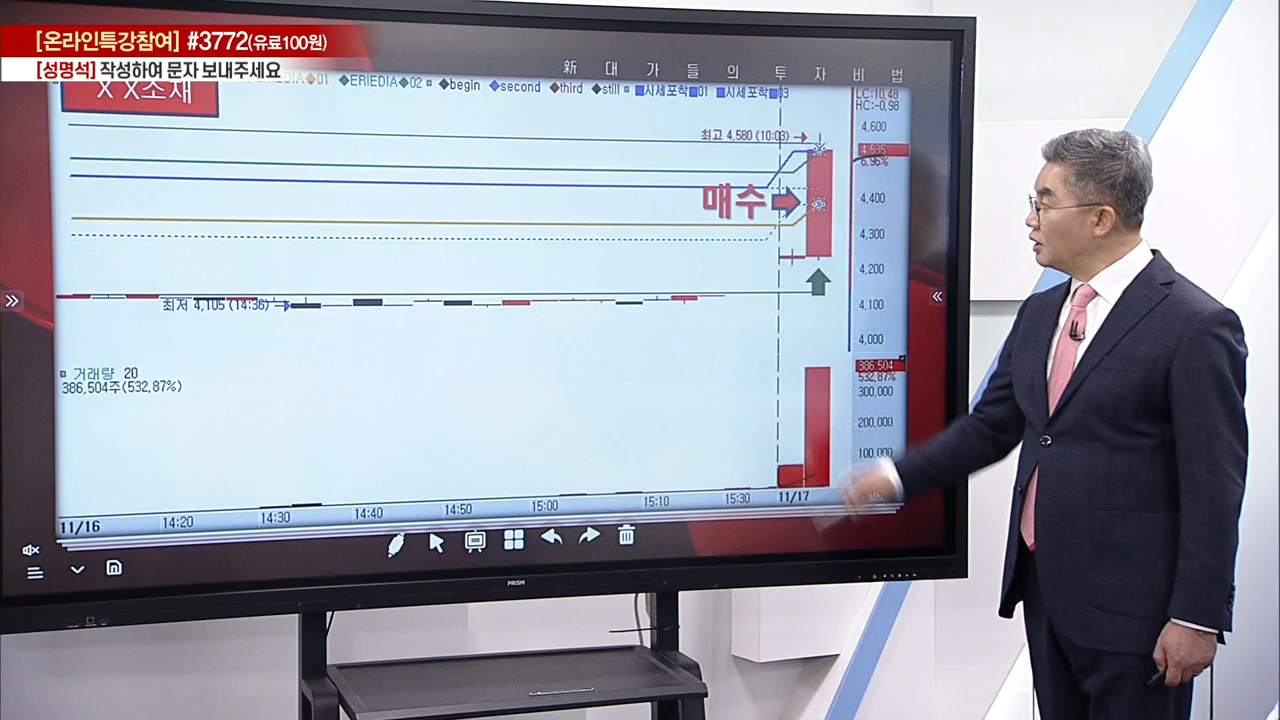 [온라인특강참여] #3772(유료100원)
[성명석] 작성하여 문자 보내주세요
新 대 가 들 의 투 자 비 법
01 ◆ERIEDIA◆02 ◆begin ◆second ◆third ◆still ■시세포착■01 ■시세포착■03
X X소재
LC:10,48
HC:-0,98
최고 4,580 (10:03)
4,600
4,535
6,96%
매수
4,400
4,300
4,200
최저 4,105 (14:36)
4,100
4,000
거래량 20
386,504주(532,87%)
386,504
532,87%
300,000
200,000
100,000
11/16 14:20 14:30 14:40 14:50 15:00 15:10 15:30 11/17
PRISM